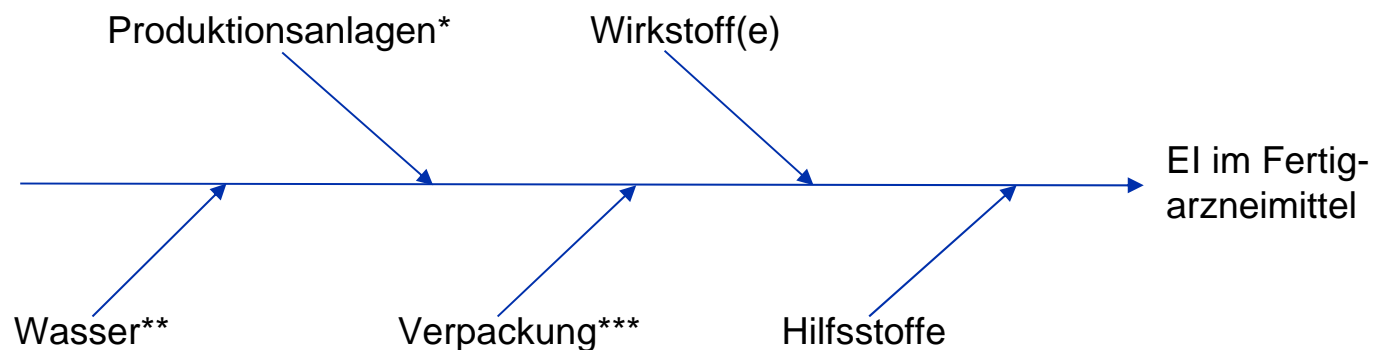 Produktionsanlagen*
Wirkstoff(e)
EI im Fertig-
arzneimittel
Wasser**
Verpackung***
Hilfsstoffe